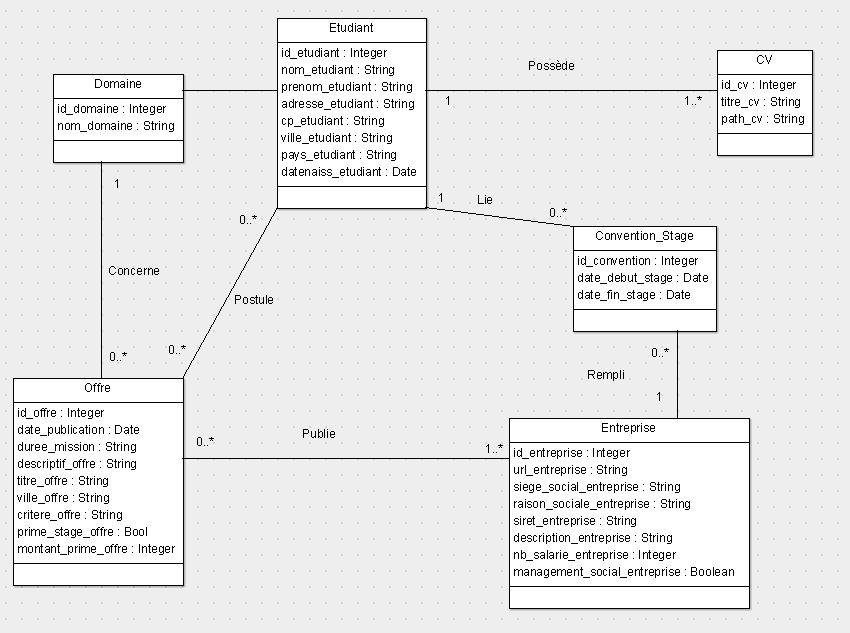 Etudiant
id_etudiant : Integer
nom_etudiant : String
prenom_etudiant : String
adresse_etudiant : String
cp_etudiant : String
ville_etudiant : String
pays_etudiant : String
datenaiss_etudiant : Date
Domaine
id_domaine : Integer
nom_domaine : String
Possède
1
1..*
CV
id_cv : Integer
titre_cv : String
path_cv : String
1
Concerne
0..*
0..*
Postule
0..*
1
Lie
0..*
Convention_Stage
id_convention : Integer
date_debut_stage : Date
date_fin_stage : Date
0..*
Rempli
1
Offre
id_offre : Integer
date_publication : Date
duree_mission : String
descriptif_offre : String
titre_offre : String
ville_offre : String
critere_offre : String
prime_stage_offre : Bool
montant_prime_offre : Integer
0..*
Publie
1..*
Entreprise
id_entreprise : Integer
url_entreprise : String
siege_social_entreprise : String
raison_sociale_entreprise : String
siret_entreprise : String
description_entreprise : String
nb_salarie_entreprise : Integer
management_social_entreprise : Boolean